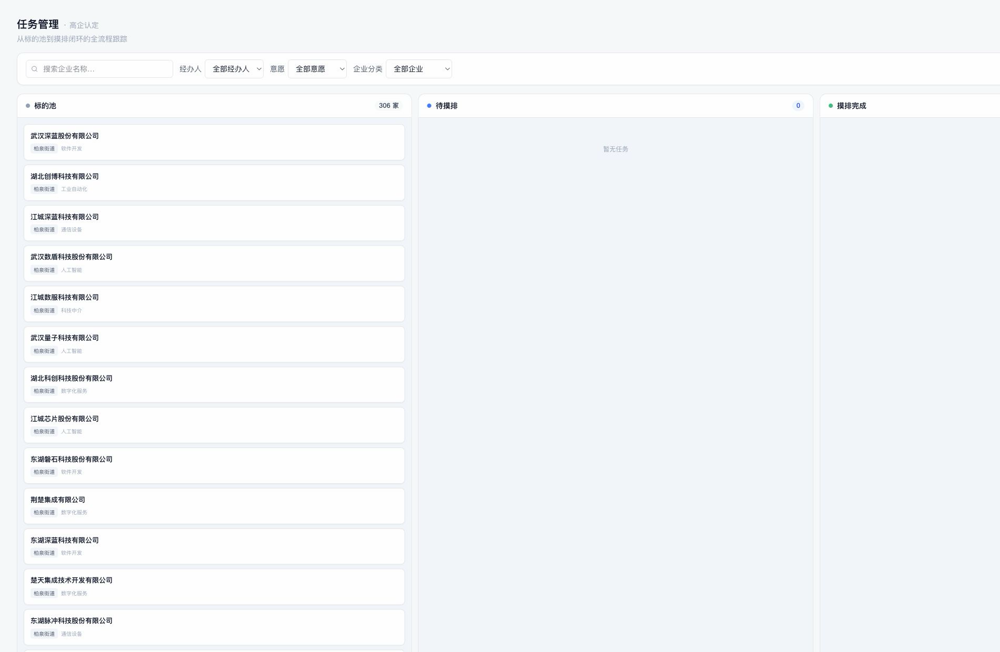 任务管理 · 高企认定
从标的池到摸排闭环的全流程跟踪
搜索企业名称...
经办人 全部经办人 意愿 全部意愿 企业分类 全部企业
标的池 306 家
武汉深蓝股份有限公司
柏泉街道 软件开发
湖北创博科技有限公司
柏泉街道 工业自动化
江城深蓝科技有限公司
柏泉街道 通信设备
武汉数盾科技股份有限公司
柏泉街道 人工智能
江城数服科技有限公司
柏泉街道 科技中介
武汉量子科技有限公司
柏泉街道 人工智能
湖北科创科技股份有限公司
柏泉街道 数字化服务
江城芯片股份有限公司
柏泉街道 人工智能
东湖磐石科技股份有限公司
柏泉街道 软件开发
荆楚集成有限公司
柏泉街道 数字化服务
东湖深蓝科技有限公司
柏泉街道 软件开发
楚天集成技术开发有限公司
柏泉街道 数字化服务
东湖脉冲科技股份有限公司
柏泉街道 通信设备
待摸排 0
暂无任务
摸排完成